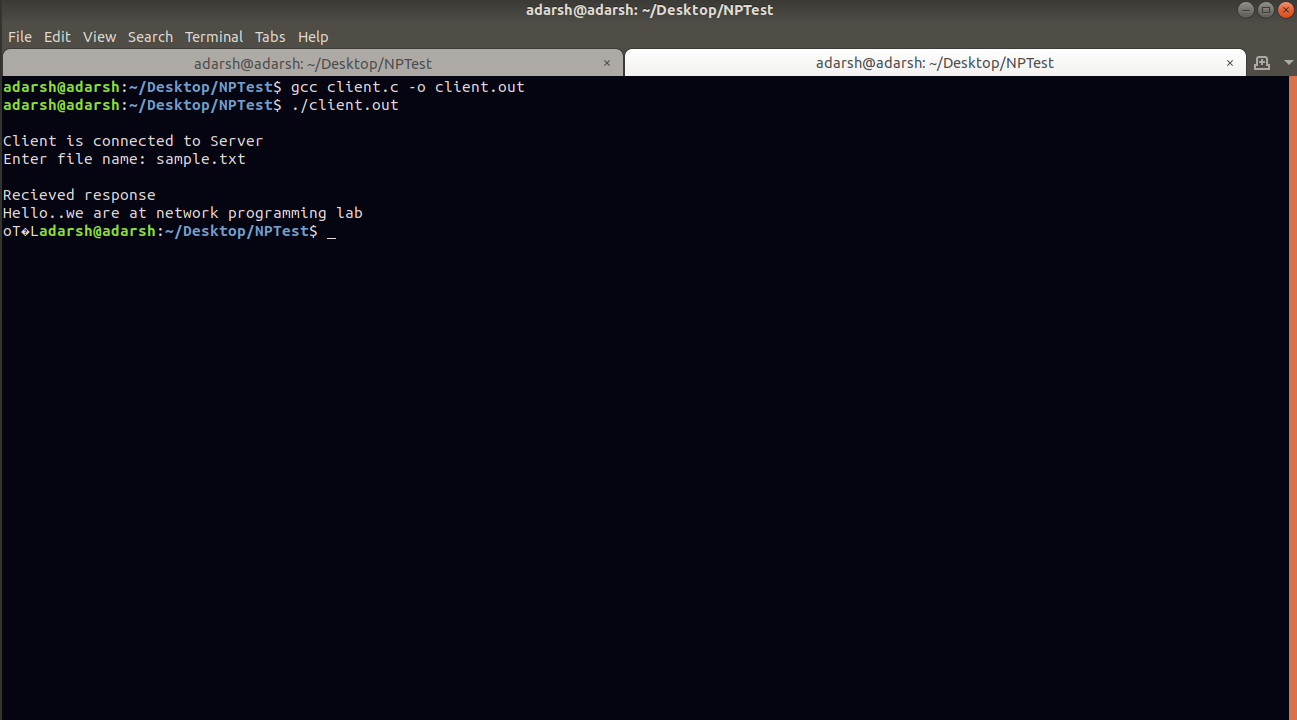 adarsh@adarsh: ~/Desktop/NPTest
File Edit View Search Terminal Tabs Help
adarsh@adarsh: ~/Desktop/NPTest × adarsh@adarsh: ~/Desktop/NPTest ×
adarsh@adarsh:~/Desktop/NPTest$ gcc client.c -o client.out
adarsh@adarsh:~/Desktop/NPTest$ ./client.out
Client is connected to Server
Enter file name: sample.txt
Recieved response
Hello..we are at network programming lab
oT�Ladarsh@adarsh:~/Desktop/NPTest$ _